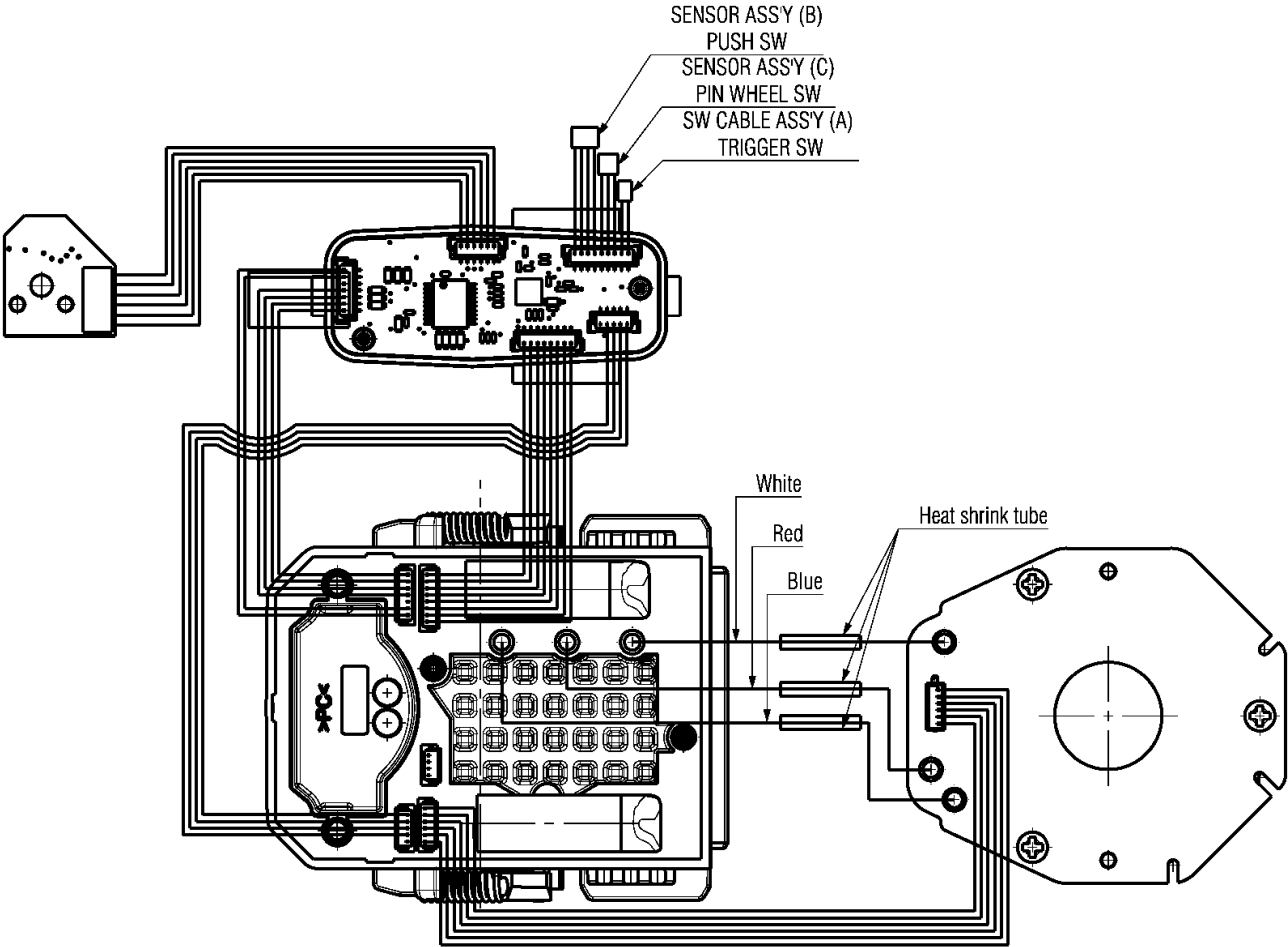 SENSOR ASS'Y (B)
PUSH SW
SENSOR ASS'Y (C)
PIN WHEEL SW
SW CABLE ASS'Y (A)
TRIGGER SW
White
Red
Blue
Heat shrink tube
>PC<